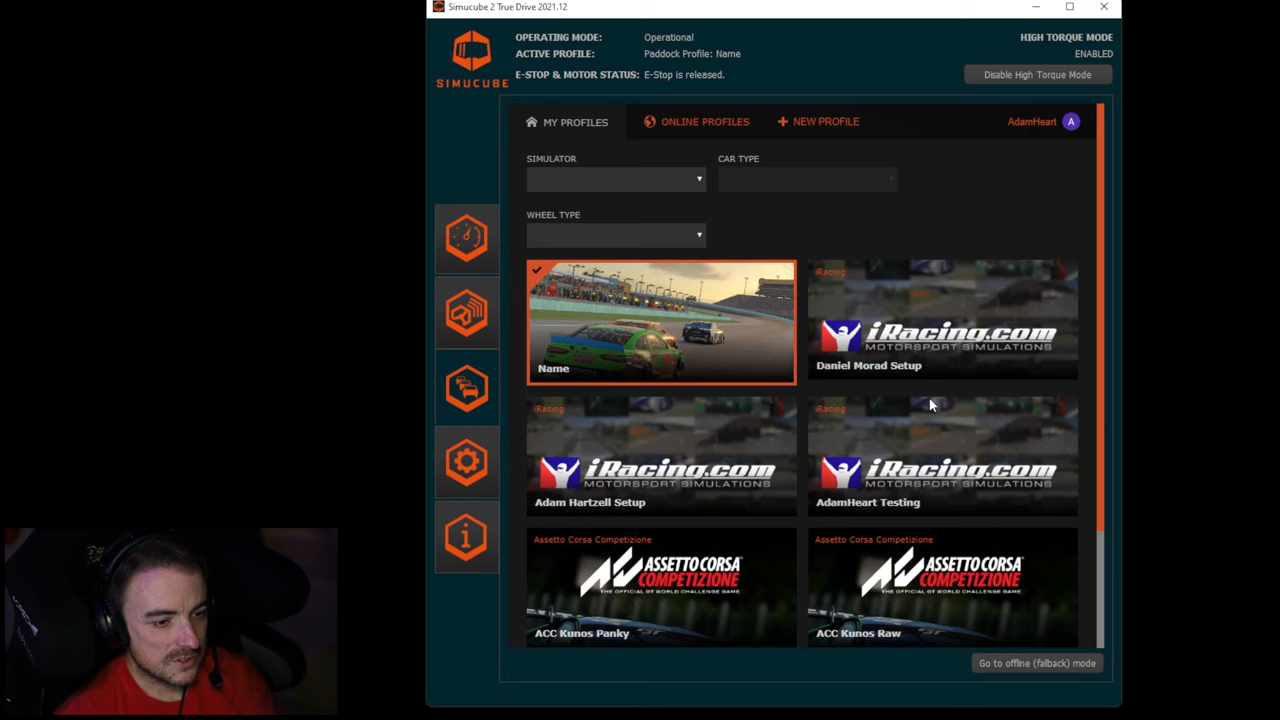 Simucube 2 True Drive 2021.12
SIMUCUBE
OPERATING MODE: Operational
ACTIVE PROFILE: Paddock Profile: Name
E-STOP & MOTOR STATUS: E-Stop is released.
HIGH TORQUE MODE
ENABLED
Disable High Torque Mode
MY PROFILES
ONLINE PROFILES
NEW PROFILE
AdamHeart A
SIMULATOR
CAR TYPE
WHEEL TYPE
Name
iRacing
iRacing.com
MOTORSPORT SIMULATIONS
Daniel Morad Setup
iRacing
iRacing.com
MOTORSPORT SIMULATIONS
Adam Hartzell Setup
iRacing
iRacing.com
MOTORSPORT SIMULATIONS
AdamHeart Testing
Assetto Corsa Competizione
ASSETTO CORSA
COMPETIZIONE
THE OFFICIAL GT WORLD CHALLENGE GAME
ACC Kunos Panky
Assetto Corsa Competizione
ASSETTO CORSA
COMPETIZIONE
THE OFFICIAL GT WORLD CHALLENGE GAME
ACC Kunos Raw
Go to offline (fallback) mode